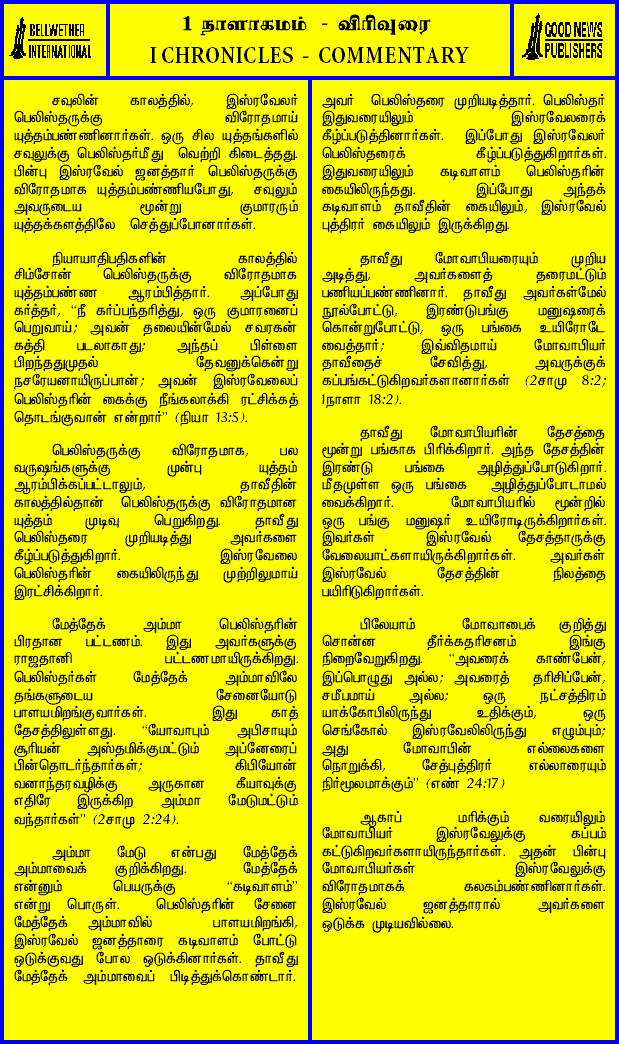 BELLWETHER
INTERNATIONAL
1 நாளாகமம் - விரிவுரை
I CHRONICLES - COMMENTARY
GOOD NEWS
PUBLISHERS
சவுலின் காலத்தில், இஸ்ரவேலர்
பெலிஸ்தருக்கு விரோதமாய்
யுத்தம்பண்ணினார்கள். ஒரு சில யுத்தங்களில்
சவுலுக்கு பெலிஸ்தர்மீது வெற்றி கிடைத்தது.
பின்பு இஸ்ரவேல் ஜனத்தார் பெலிஸ்தருக்கு
விரோதமாக யுத்தம்பண்ணியபோது, சவுலும்
அவருடைய மூன்று குமாரரும்
யுத்தக்களத்திலே செத்துப்போனார்கள்.
நியாயாதிபதிகளின் காலத்தில்
சிம்சோன் பெலிஸ்தருக்கு விரோதமாக
யுத்தம்பண்ண ஆரம்பித்தார். அப்போது
கர்த்தர், “நீ கர்ப்பந்தரித்து, ஒரு குமாரனைப்
பெறுவாய்; அவன் தலையின்மேல் சவரகன்
கத்தி படலாகாது; அந்தப் பிள்ளை
பிறந்ததுமுதல் தேவனுக்கென்று
நசரேயனாயிருப்பான்; அவன் இஸ்ரவேலைப்
பெலிஸ்தரின் கைக்கு நீங்கலாக்கி ரட்சிக்கத்
தொடங்குவான் என்றார்” (நியா 13:5).
பெலிஸ்தருக்கு விரோதமாக, பல
வருஷங்களுக்கு முன்பு யுத்தம்
ஆரம்பிக்கப்பட்டாலும், தாவீதின்
காலத்தில்தான் பெலிஸ்தருக்கு விரோதமான
யுத்தம் முடிவு பெறுகிறது. தாவீது
பெலிஸ்தரை முறியடித்து அவர்களை
கீழ்ப்படுத்துகிறார். இஸ்ரவேலை
பெலிஸ்தரின் கையிலிருந்து முற்றிலுமாய்
இரட்சிக்கிறார்.
மேத்தேக் அம்மா பெலிஸ்தரின்
பிரதான பட்டணம். இது அவர்களுக்கு
ராஜதானி பட்டணமாயிருக்கிறது.
பெலிஸ்தர்கள் மேத்தேக் அம்மாவிலே
தங்களுடைய சேனையோடு
பாளயமிறங்குவார்கள். இது காத்
தேசத்திலுள்ளது. “யோவாபும் அபிசாயும்
சூரியன் அஸ்தமிக்குமட்டும் அப்னேரைப்
பின்தொடர்ந்தார்கள்; கிபியோன்
வனாந்தரவழிக்கு அருகான கீயாவுக்கு
எதிரே இருக்கிற அம்மா மேடுமட்டும்
வந்தார்கள்” (2சாமு 2:24).
அம்மா மேடு என்பது மேத்தேக்
அம்மாவைக் குறிக்கிறது. மேத்தேக்
என்னும் பெயருக்கு “கடிவாளம்”
என்று பொருள். பெலிஸ்தரின் சேனை
மேத்தேக் அம்மாவில் பாளயமிறங்கி,
இஸ்ரவேல் ஜனத்தாரை கடிவாளம் போட்டு
ஒடுக்குவது போல ஒடுக்கினார்கள். தாவீது
மேத்தேக் அம்மாவைப் பிடித்துக்கொண்டார்.
அவர் பெலிஸ்தரை முறியடித்தார். பெலிஸ்தர்
இதுவரையிலும் இஸ்ரவேலரைக்
கீழ்ப்படுத்தினார்கள். இப்போது இஸ்ரவேலர்
பெலிஸ்தரைக் கீழ்ப்படுத்துகிறார்கள்.
இதுவரையிலும் கடிவாளம் பெலிஸ்தரின்
கையிலிருந்தது. இப்போது அந்தக்
கடிவாளம் தாவீதின் கையிலும், இஸ்ரவேல்
புத்திரர் கையிலும் இருக்கிறது.
தாவீது மோவாபியரையும் முறிய
அடித்து, அவர்களைத் தரைமட்டும்
பணியப்பண்ணினார். தாவீது அவர்கள்மேல்
நூல்போட்டு, இரண்டுபங்கு மனுஷரைக்
கொன்றுபோட்டு, ஒரு பங்கை உயிரோடே
வைத்தார்; இவ்விதமாய் மோவாபியர்
தாவீதைச் சேவித்து, அவருக்குக்
கப்பங்கட்டுகிறவர்களானார்கள் (2சாமு 8:2;
1நாளா 18:2).
தாவீது மோவாபியரின் தேசத்தை
மூன்று பங்காக பிரிக்கிறார். அந்த தேசத்தின்
இரண்டு பங்கை அழித்துப்போடுகிறார்.
மீதமுள்ள ஒரு பங்கை அழித்துப்போடாமல்
வைக்கிறார். மோவாபியரில் மூன்றில்
ஒரு பங்கு மனுஷர் உயிரோடிருக்கிறார்கள்.
இவர்கள் இஸ்ரவேல் தேசத்தாருக்கு
வேலையாட்களாயிருக்கிறார்கள். அவர்கள்
இஸ்ரவேல் தேசத்தின் நிலத்தை
பயிரிடுகிறார்கள்.
பிலேயாம் மோவாபைக் குறித்து
சொன்ன தீர்க்கதரிசனம் இங்கு
நிறைவேறுகிறது. “அவரைக் காண்பேன்,
இப்பொழுது அல்ல; அவரைத் தரிசிப்பேன்,
சமீபமாய் அல்ல; ஒரு நட்சத்திரம்
யாக்கோபிலிருந்து உதிக்கும், ஒரு
செங்கோல் இஸ்ரவேலிலிருந்து எழும்பும்;
அது மோவாபின் எல்லைகளை
நொறுக்கி, சேத்புத்திரர் எல்லாரையும்
நிர்மூலமாக்கும்” (எண் 24:17)
ஆகாப் மரிக்கும் வரையிலும்
மோவாபியர் இஸ்ரவேலுக்கு கப்பம்
கட்டுகிறவர்களாயிருந்தார்கள். அதன் பின்பு
மோவாபியர்கள் இஸ்ரவேலுக்கு
விரோதமாகக் கலகம்பண்ணினார்கள்.
இஸ்ரவேல் ஜனத்தாரால் அவர்களை
ஒடுக்க முடியவில்லை.